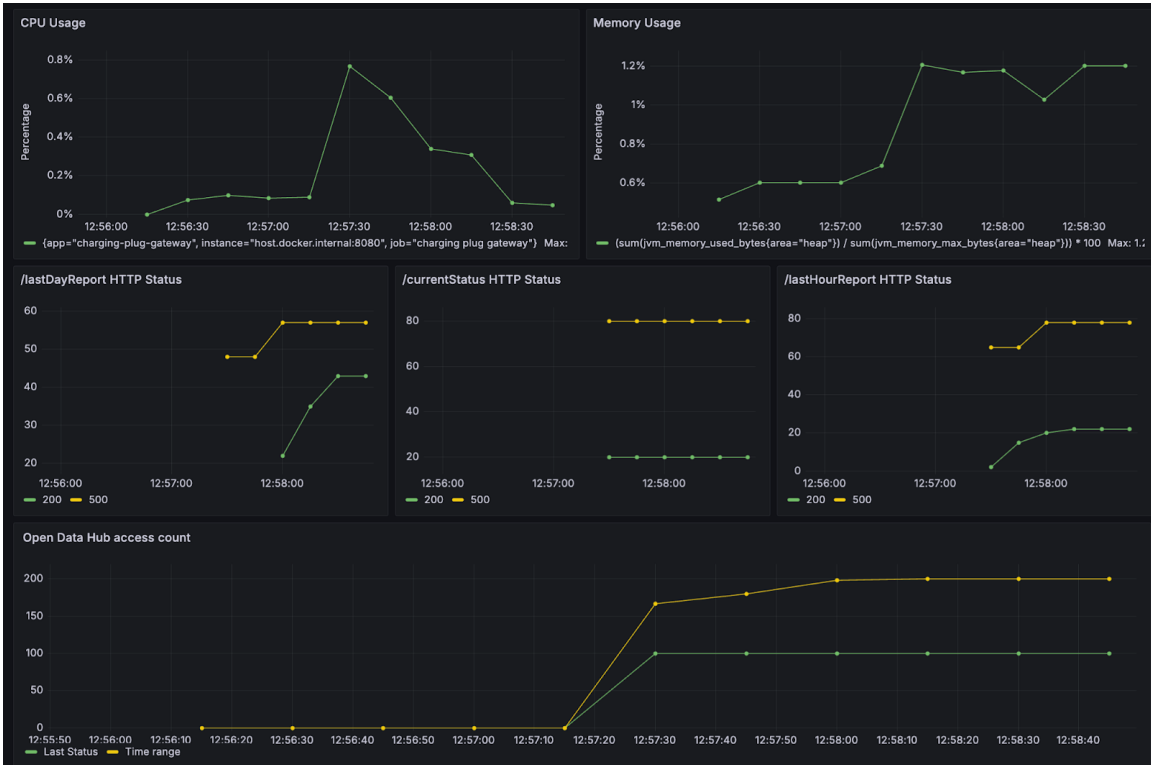 CPU Usage
Percentage
0.8%
0.6%
0.4%
0.2%
0%
12:56:00 12:56:30 12:57:00 12:57:30 12:58:00 12:58:30
{app="charging-plug-gateway", instance="host.docker.internal:8080", job="charging plug gateway"} Max:
Memory Usage
Percentage
1.2%
1%
0.8%
0.6%
12:56:00 12:56:30 12:57:00 12:57:30 12:58:00 12:58:30
(sum(jvm_memory_used_bytes{area="heap"}) / sum(jvm_memory_max_bytes{area="heap"})) * 100 Max: 1.2
/lastDayReport HTTP Status
60
50
40
30
20
12:56:00 12:57:00 12:58:00
200 500
/currentStatus HTTP Status
80
60
40
20
12:56:00 12:57:00 12:58:00
200 500
/lastHourReport HTTP Status
80
60
40
20
0
12:56:00 12:57:00 12:58:00
200 500
Open Data Hub access count
200
150
100
50
0
12:55:50 12:56:00 12:56:10 12:56:20 12:56:30 12:56:40 12:56:50 12:57:00 12:57:10 12:57:20 12:57:30 12:57:40 12:57:50 12:58:00 12:58:10 12:58:20 12:58:30 12:58:40
Last Status Time range